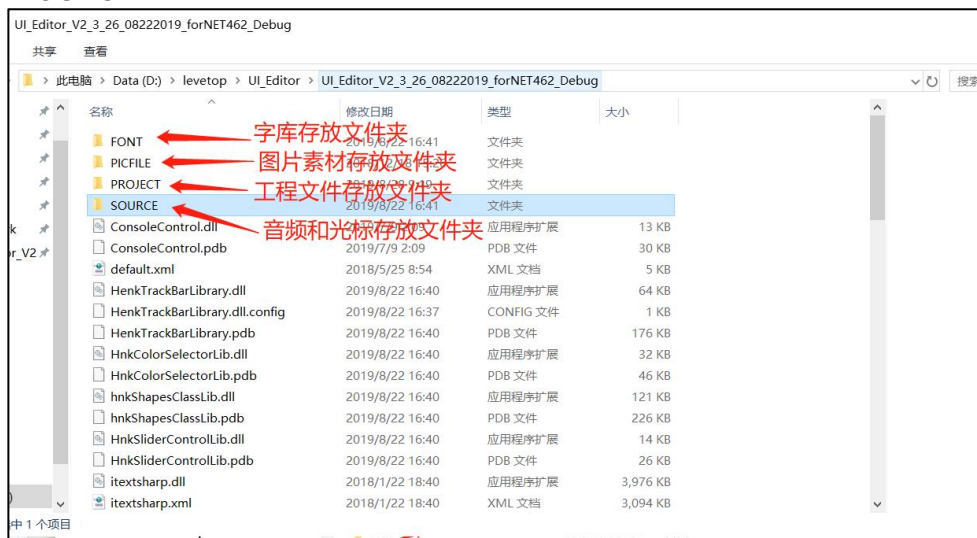 UI_Editor_V2_3_26_08222019_forNET462_Debug
共享 查看
> 此电脑 > Data (D:) > levetop > UI_Editor > UI_Editor_V2_3_26_08222019_forNET462_Debug 搜索
名称 修改日期 类型 大小
字库存放文件夹
FONT 2019/8/22 16:41 文件夹
图片素材存放文件夹
PICFILE 文件夹
工程文件存放文件夹
PROJECT 文件夹
SOURCE 2019/8/22 16:41 文件夹
音频和光标存放文件夹
ConsoleControl.dll 应用程序扩展 13 KB
ConsoleControl.pdb 2019/7/9 2:09 PDB 文件 30 KB
default.xml 2018/5/25 8:54 XML 文档 5 KB
HenkTrackBarLibrary.dll 2019/8/22 16:40 应用程序扩展 64 KB
HenkTrackBarLibrary.dll.config 2019/8/22 16:37 CONFIG 文件 1 KB
HenkTrackBarLibrary.pdb 2019/8/22 16:40 PDB 文件 176 KB
HnkColorSelectorLib.dll 2019/8/22 16:40 应用程序扩展 32 KB
HnkColorSelectorLib.pdb 2019/8/22 16:40 PDB 文件 46 KB
hnkShapesClassLib.dll 2019/8/22 16:40 应用程序扩展 121 KB
hnkShapesClassLib.pdb 2019/8/22 16:40 PDB 文件 226 KB
HnkSliderControlLib.dll 2019/8/22 16:40 应用程序扩展 14 KB
HnkSliderControlLib.pdb 2019/8/22 16:40 PDB 文件 26 KB
itextsharp.dll 2018/1/22 18:40 应用程序扩展 3,976 KB
itextsharp.xml 2018/1/22 18:40 XML 文档 3,094 KB
中 1 个项目